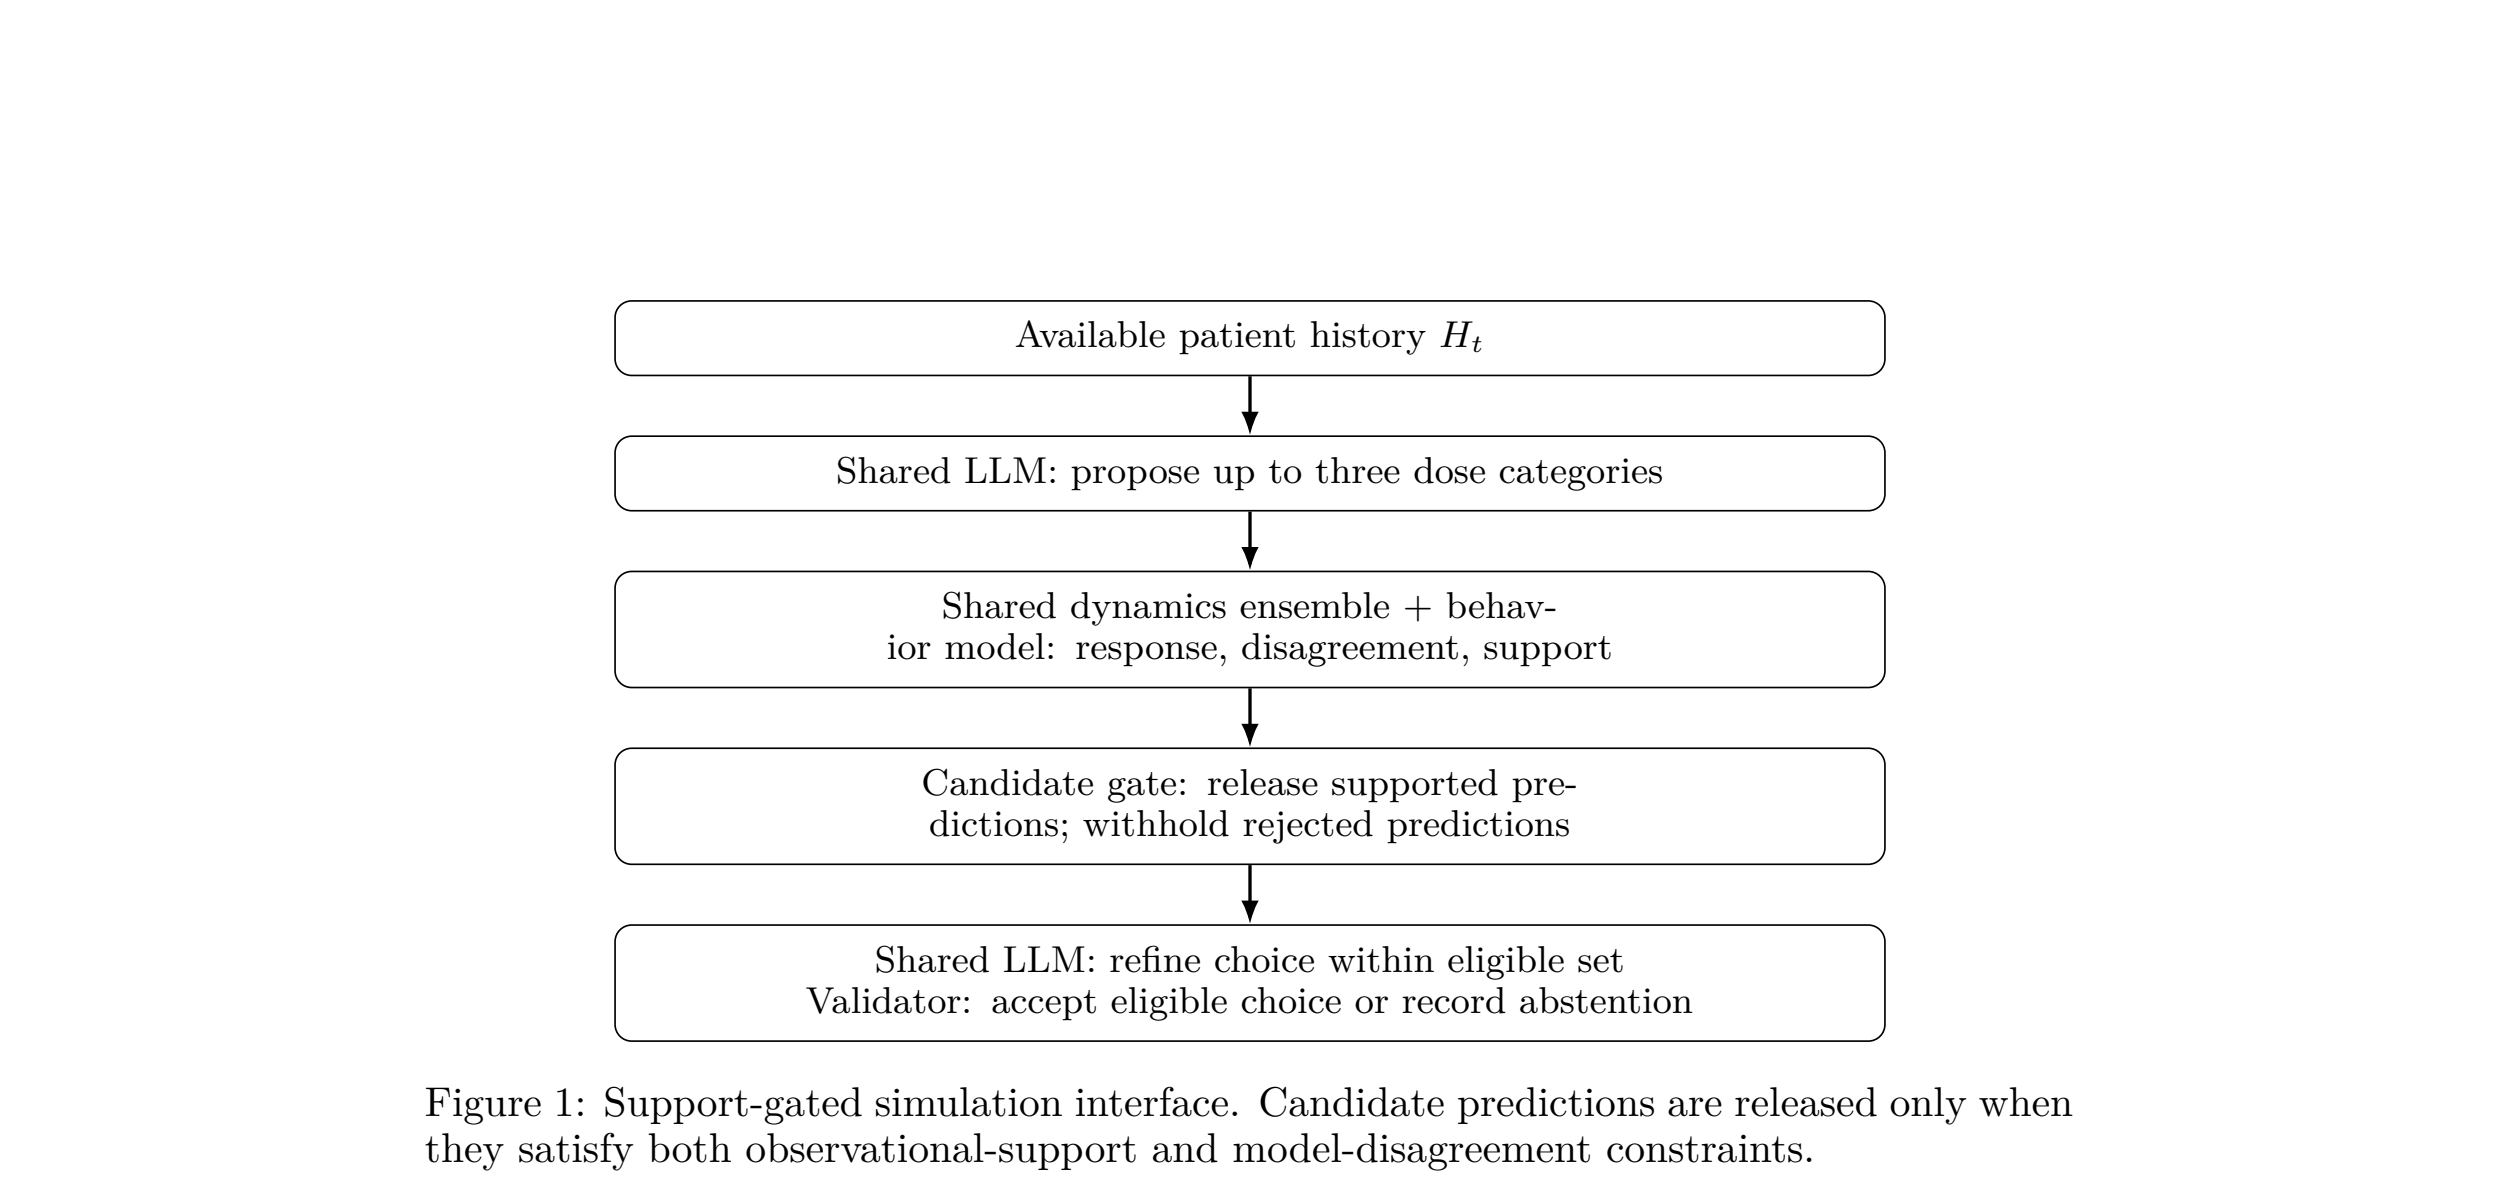 Available patient history H_t
Shared LLM: propose up to three dose categories
Shared dynamics ensemble + behav-
ior model: response, disagreement, support
Candidate gate: release supported pre-
dictions; withhold rejected predictions
Shared LLM: refine choice within eligible set
Validator: accept eligible choice or record abstention
Figure 1: Support-gated simulation interface. Candidate predictions are released only when
they satisfy both observational-support and model-disagreement constraints.